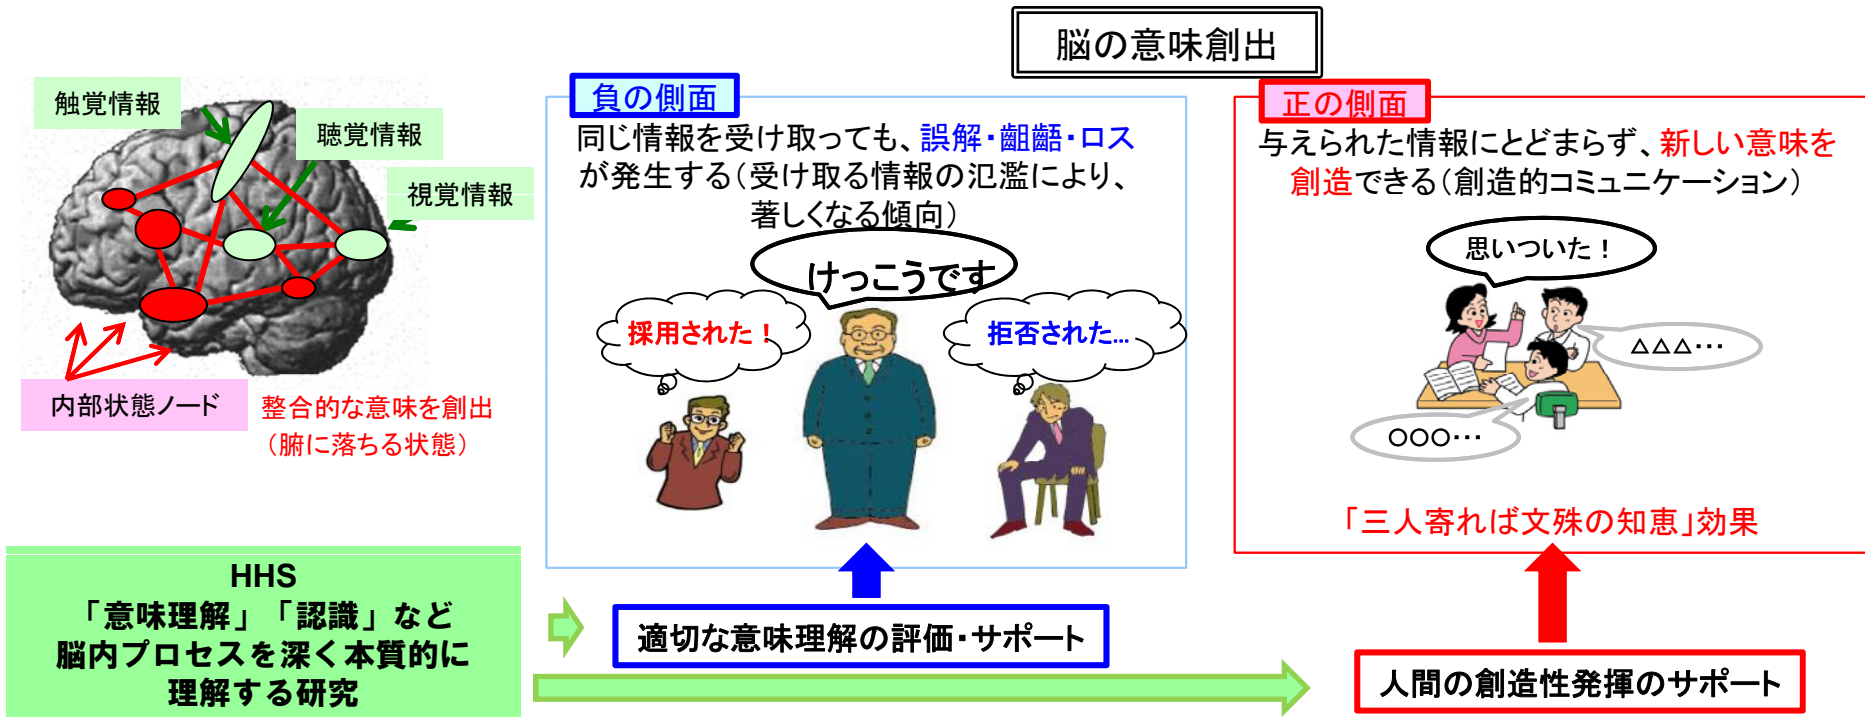 脳の意味創出
触覚情報
聴覚情報
視覚情報
内部状態ノード
整合的な意味を創出
（腑に落ちる状態）
負の側面
同じ情報を受け取っても、誤解・齟齬・ロス
が発生する（受け取る情報の氾濫により、
著しくなる傾向）
けっこうです
採用された！
拒否された…
正の側面
与えられた情報にとどまらず、新しい意味を
創造できる（創造的コミュニケーション）
思いついた！
△△△・・・
○○○・・・
「三人寄れば文殊の知恵」効果
HHS
「意味理解」「認識」など
脳内プロセスを深く本質的に
理解する研究
適切な意味理解の評価・サポート
人間の創造性発揮のサポート